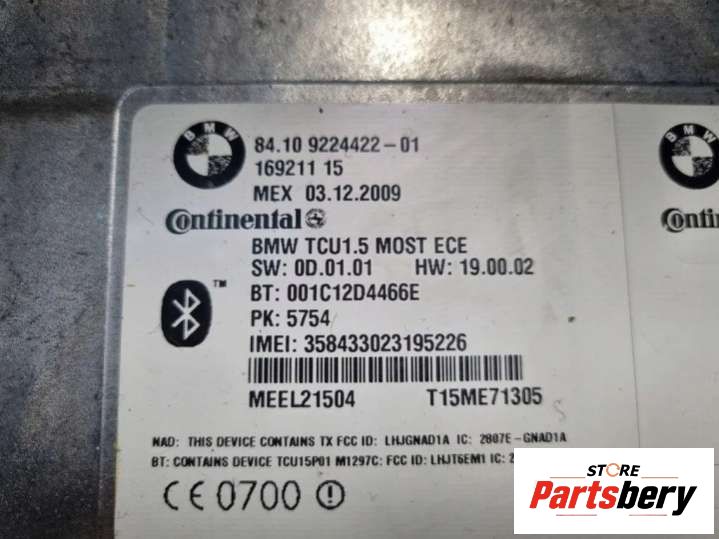 BMW
84.10 9224422-01
BMW
169211 15
MEX 03.12.2009
Continental
BMW TCU1.5 MOST ECE
SW: 0D.01.01 HW: 19.00.02
TM
BT: 001C12D4466E
PK: 5754
IMEI: 358433023195226
MEEL21504 T15ME71305
NAD: THIS DEVICE CONTAINS TX FCC ID: LHJGNAD1A IC: 2807E-GNAD1A
BT: CONTAINS DEVICE TCU15P01 M1297C: FCC ID: LHJT6EM1 IC:
CE 0700
STORE
Partsbery